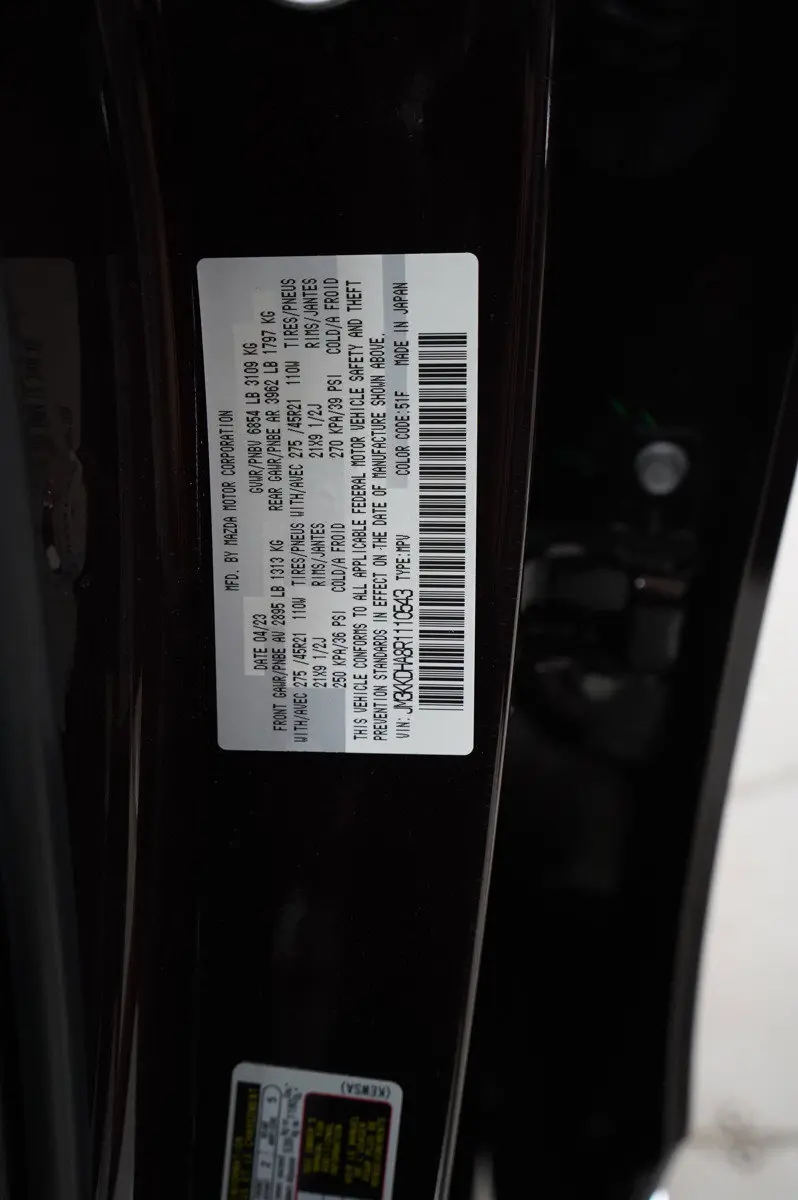 MFD. BY MAZDA MOTOR CORPORATION
DATE 04/23 GVWR/PNBV 6854 LB 3109 KG
FRONT GAWR/PNBE AV 2895 LB 1313 KG REAR GAWR/PNBE AR 3962 LB 1797 KG
WITH/AVEC 275 /45R21 110W TIRES/PNEUS WITH/AVEC 275 /45R21 110W TIRES/PNEUS
21X9 1/2J RIMS/JANTES 21X9 1/2J RIMS/JANTES
250 KPA/36 PSI COLD/A FROID 270 KPA/39 PSI COLD/A FROID
THIS VEHICLE CONFORMS TO ALL APPLICABLE FEDERAL MOTOR VEHICLE SAFETY AND THEFT
PREVENTION STANDARDS IN EFFECT ON THE DATE OF MANUFACTURE SHOWN ABOVE.
VIN: JM3KKDHA8R1110543 TYPE:MPV COLOR CODE:51F MADE IN JAPAN
(KEWSA)